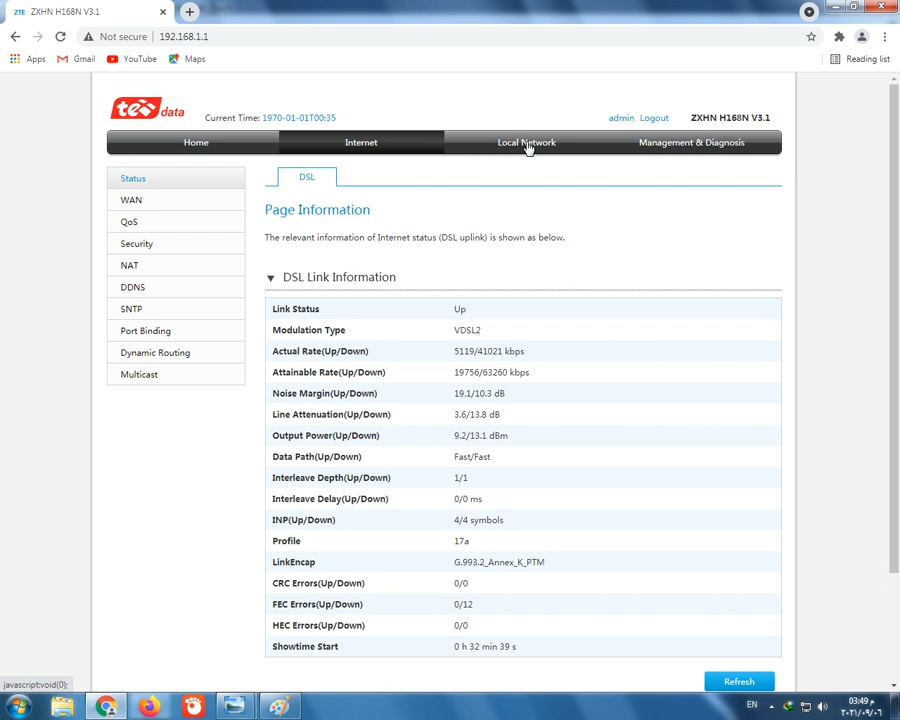 ZTE ZXHN H168N V3.1
Not secure 192.168.1.1
Apps Gmail YouTube Maps Reading list
te data
Current Time: 1970-01-01T00:35
admin Logout ZXHN H168N V3.1
Home Internet Local Network Management & Diagnosis
Status
WAN
QoS
Security
NAT
DDNS
SNTP
Port Binding
Dynamic Routing
Multicast
DSL
Page Information
The relevant information of Internet status (DSL uplink) is shown as below.
▼ DSL Link Information
Link Status Up
Modulation Type VDSL2
Actual Rate(Up/Down) 5119/41021 kbps
Attainable Rate(Up/Down) 19756/63260 kbps
Noise Margin(Up/Down) 19.1/10.3 dB
Line Attenuation(Up/Down) 3.6/13.8 dB
Output Power(Up/Down) 9.2/13.1 dBm
Data Path(Up/Down) Fast/Fast
Interleave Depth(Up/Down) 1/1
Interleave Delay(Up/Down) 0/0 ms
INP(Up/Down) 4/4 symbols
Profile 17a
LinkEncap G.993.2_Annex_K_PTM
CRC Errors(Up/Down) 0/0
FEC Errors(Up/Down) 0/12
HEC Errors(Up/Down) 0/0
Showtime Start 0 h 32 min 39 s
Refresh
javascript:void(0);
EN
03:49 م
٢٠٢١/٠٩/٠٦